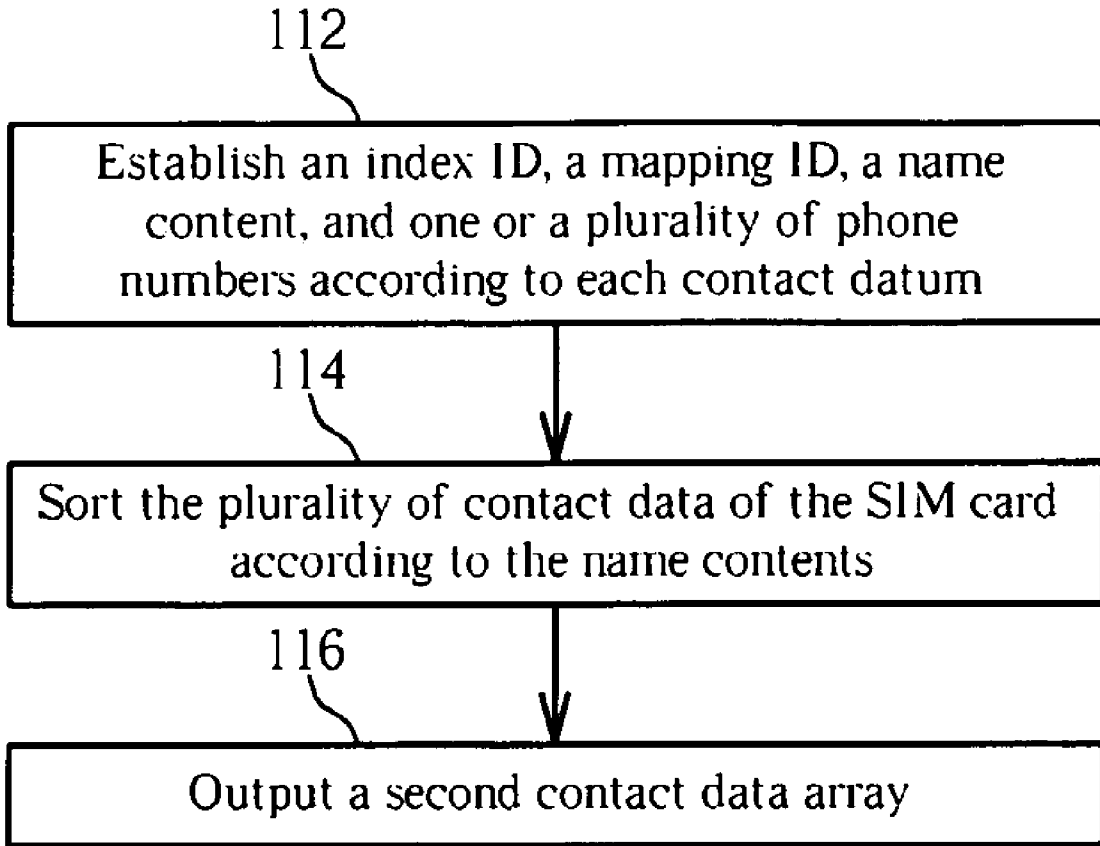 112
Establish an index ID, a mapping ID, a name
content, and one or a plurality of phone
numbers according to each contact datum
114
Sort the plurality of contact data of the SIM card
according to the name contents
116
Output a second contact data array